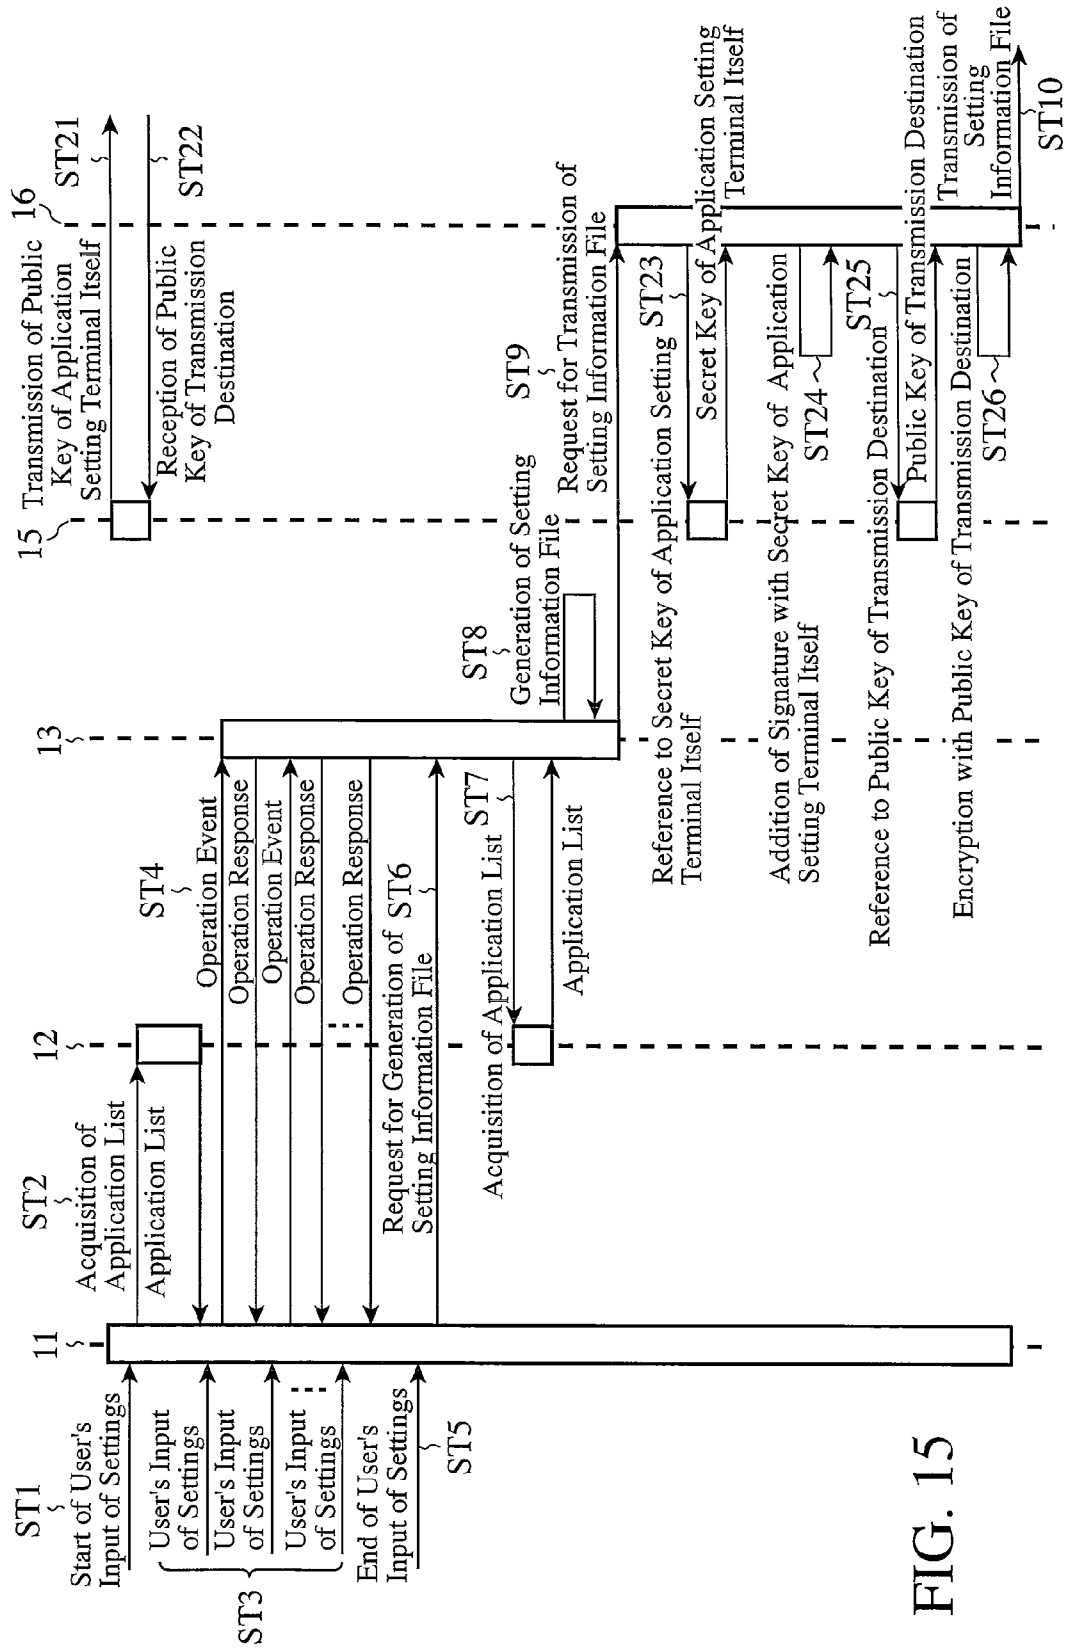 ST1
Start of User's
Input of Settings
User's Input
of Settings
User's Input
of Settings
User's Input
of Settings
ST3
End of User's
Input of Settings
ST5
11
ST2
Acquisition of
Application List
Application List
12
ST4
Operation Event
Operation Response
Operation Event
Operation Response
Operation Response
Request for Generation of
Setting Information File
ST6
Acquisition of Application List
ST7
Application List
13
ST8
Generation of Setting
Information File
ST9
Request for Transmission of
Setting Information File
15
Transmission of Public
Key of Application
Setting Terminal Itself
ST21
16
Reception of Public
Key of Transmission
Destination
ST22
Reference to Secret Key of Application Setting
Terminal Itself
ST23
Secret Key of Application Setting
Terminal Itself
Addition of Signature with Secret Key of Application
Setting Terminal Itself
ST24
Reference to Public Key of Transmission Destination
ST25
Public Key of Transmission Destination
Encryption with Public Key of Transmission Destination
ST26
Transmission of
Setting
Information File
ST10
FIG. 15